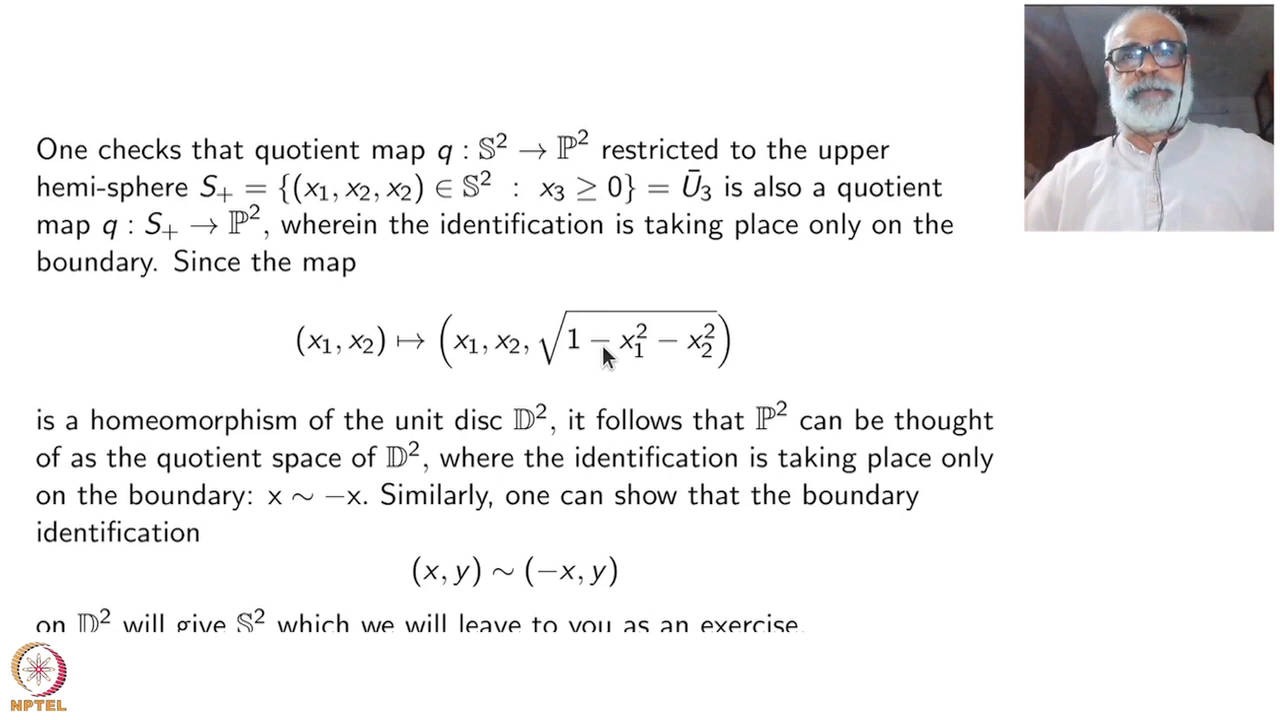 One checks that quotient map q : 𝕊² → ℙ² restricted to the upper
hemi-sphere S₊ = {(x₁, x₂, x₂) ∈ 𝕊² : x₃ ≥ 0} = Ū₃ is also a quotient
map q : S₊ → ℙ², wherein the identification is taking place only on the
boundary. Since the map
(x₁, x₂) ↦ (x₁, x₂, √(1 − x₁² − x₂²))
is a homeomorphism of the unit disc 𝔻², it follows that ℙ² can be thought
of as the quotient space of 𝔻², where the identification is taking place only
on the boundary: x ∼ −x. Similarly, one can show that the boundary
identification
(x, y) ∼ (−x, y)
on 𝔻² will give 𝕊² which we will leave to you as an exercise.
NPTEL